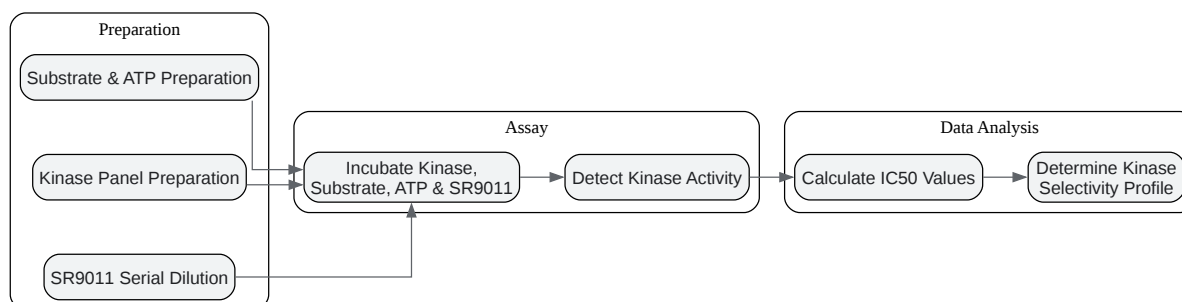 Preparation
Substrate & ATP Preparation
Kinase Panel Preparation
SR9011 Serial Dilution
Assay
Incubate Kinase,
Substrate, ATP & SR9011
Detect Kinase Activity
Data Analysis
Calculate IC50 Values
Determine Kinase
Selectivity Profile